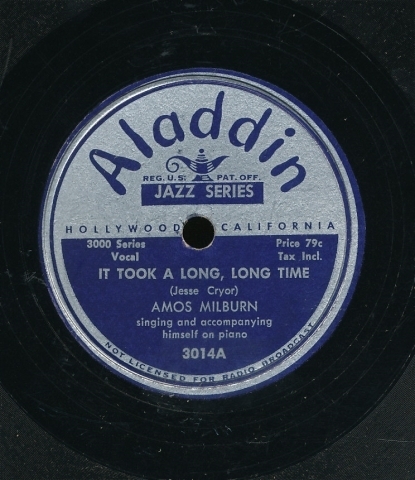 Aladdin
REG. U.S. PAT. OFF.
JAZZ SERIES
HOLLYWOOD CALIFORNIA
3000 Series Price 79c
Vocal Tax Incl.
IT TOOK A LONG, LONG TIME
(Jesse Cryor)
AMOS MILBURN
singing and accompanying
himself on piano
3014A
NOT LICENSED FOR RADIO BROADCAST